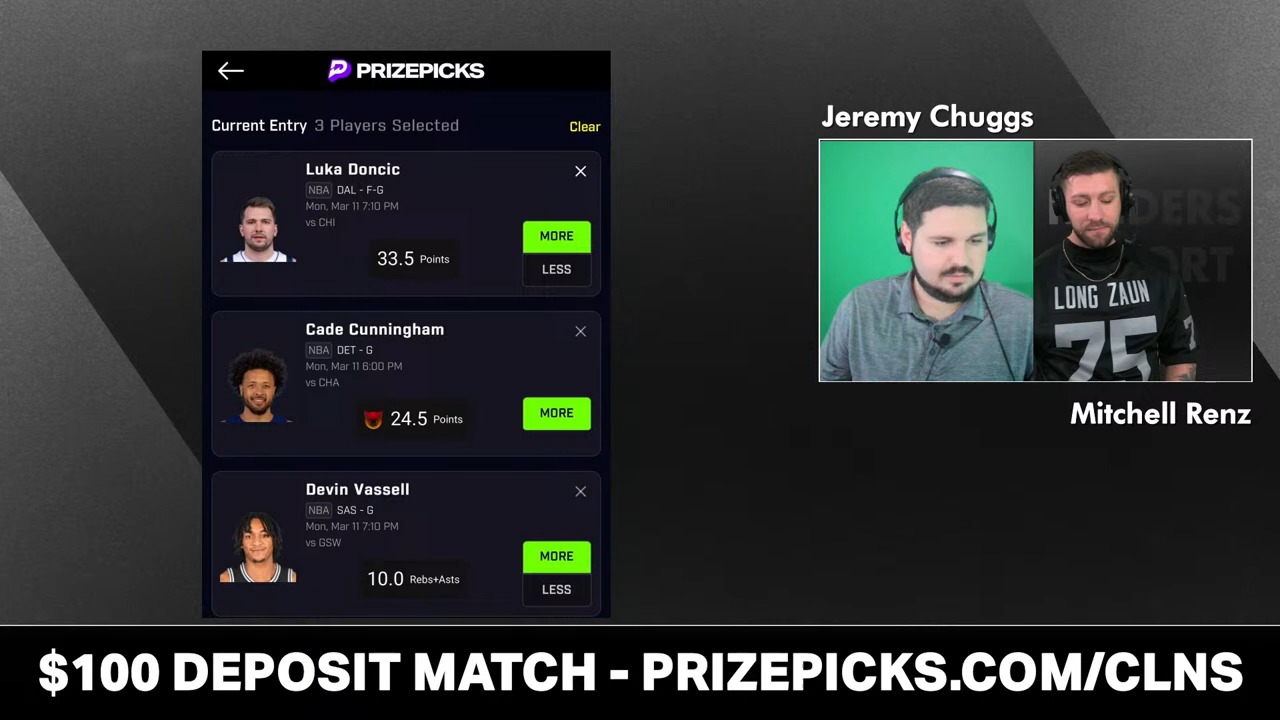 PRIZEPICKS
Current Entry 3 Players Selected Clear
Luka Doncic
NBA DAL - F-G
Mon, Mar 11 7:10 PM
vs CHI
33.5 Points
MORE
LESS
Cade Cunningham
NBA DET - G
Mon, Mar 11 6:00 PM
vs CHA
24.5 Points
MORE
Devin Vassell
NBA SAS - G
Mon, Mar 11 7:10 PM
vs GSW
10.0 Rebs+Asts
MORE
LESS
Jeremy Chuggs
LONG ZAUN
75
7
Mitchell Renz
$100 DEPOSIT MATCH - PRIZEPICKS.COM/CLNS